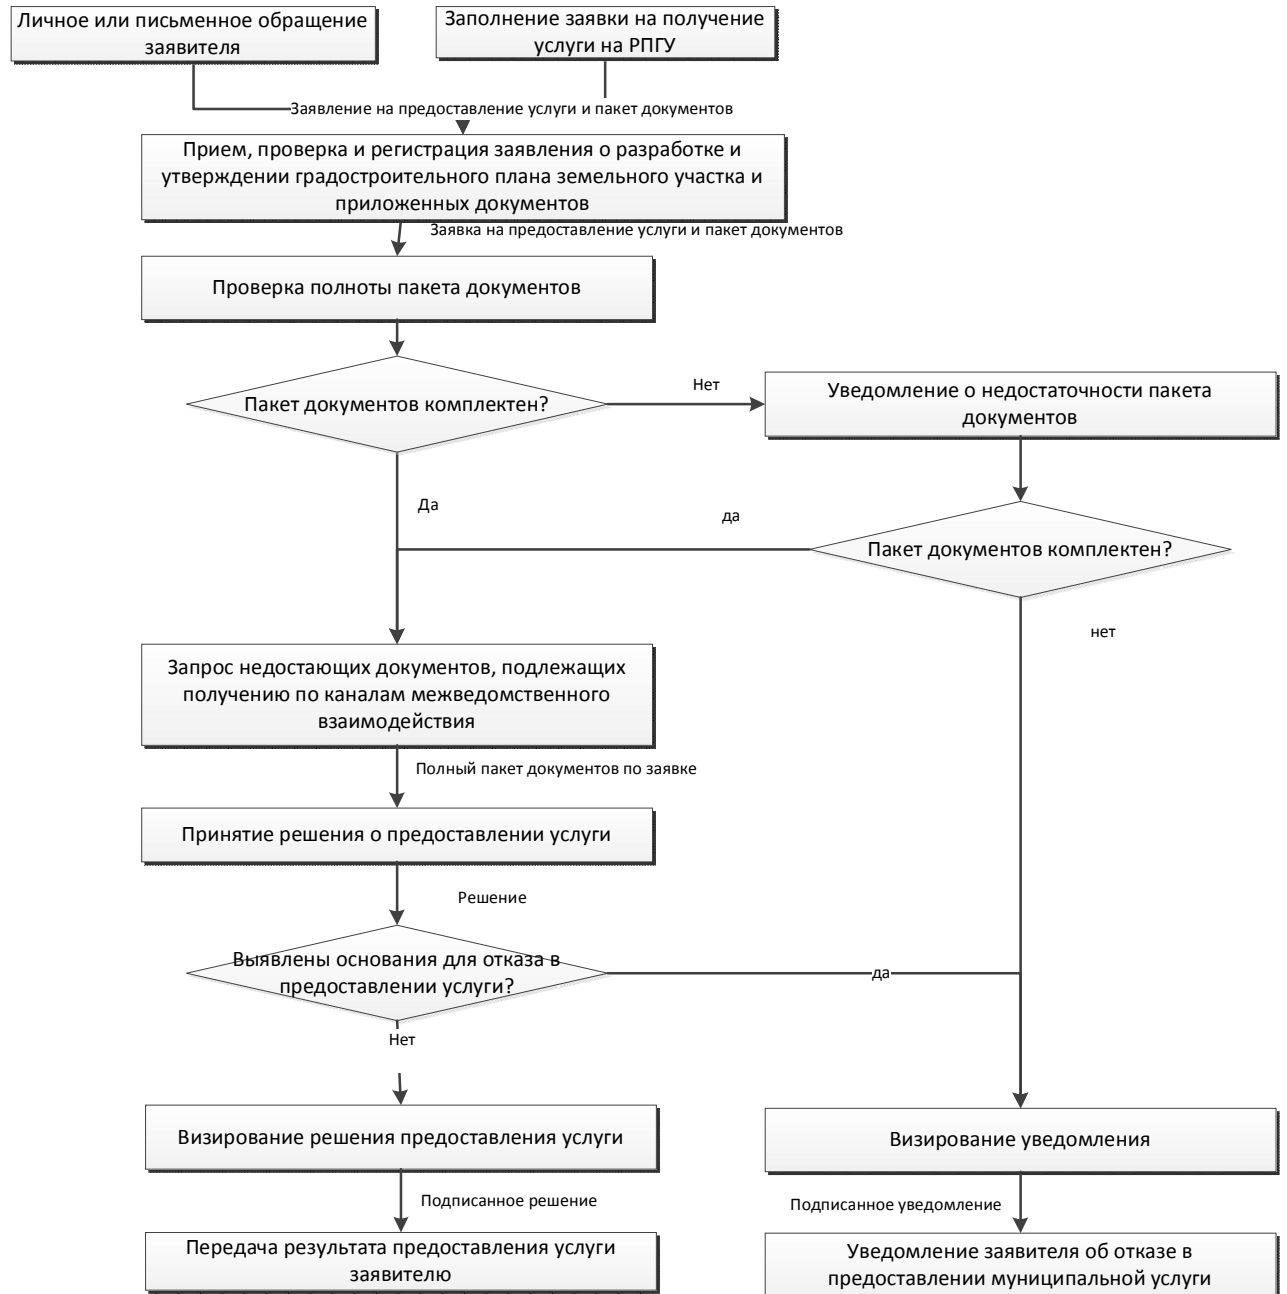 Личное или письменное обращение
заявителя
Заполнение заявки на получение
услуги на РПГУ
Заявление на предоставление услуги и пакет документов
Прием, проверка и регистрация заявления о разработке и
утверждении градостроительного плана земельного участка и
приложенных документов
Заявка на предоставление услуги и пакет документов
Проверка полноты пакета документов
Пакет документов комплектен?
Нет
Уведомление о недостаточности пакета
документов
Да
да
Пакет документов комплектен?
нет
Запрос недостающих документов, подлежащих
получению по каналам межведомственного
взаимодействия
Полный пакет документов по заявке
Принятие решения о предоставлении услуги
Решение
Выявлены основания для отказа в
предоставлении услуги?
да
Нет
Визирование решения предоставления услуги
Визирование уведомления
Подписанное решение
Подписанное уведомление
Передача результата предоставления услуги
заявителю
Уведомление заявителя об отказе в
предоставлении муниципальной услуги